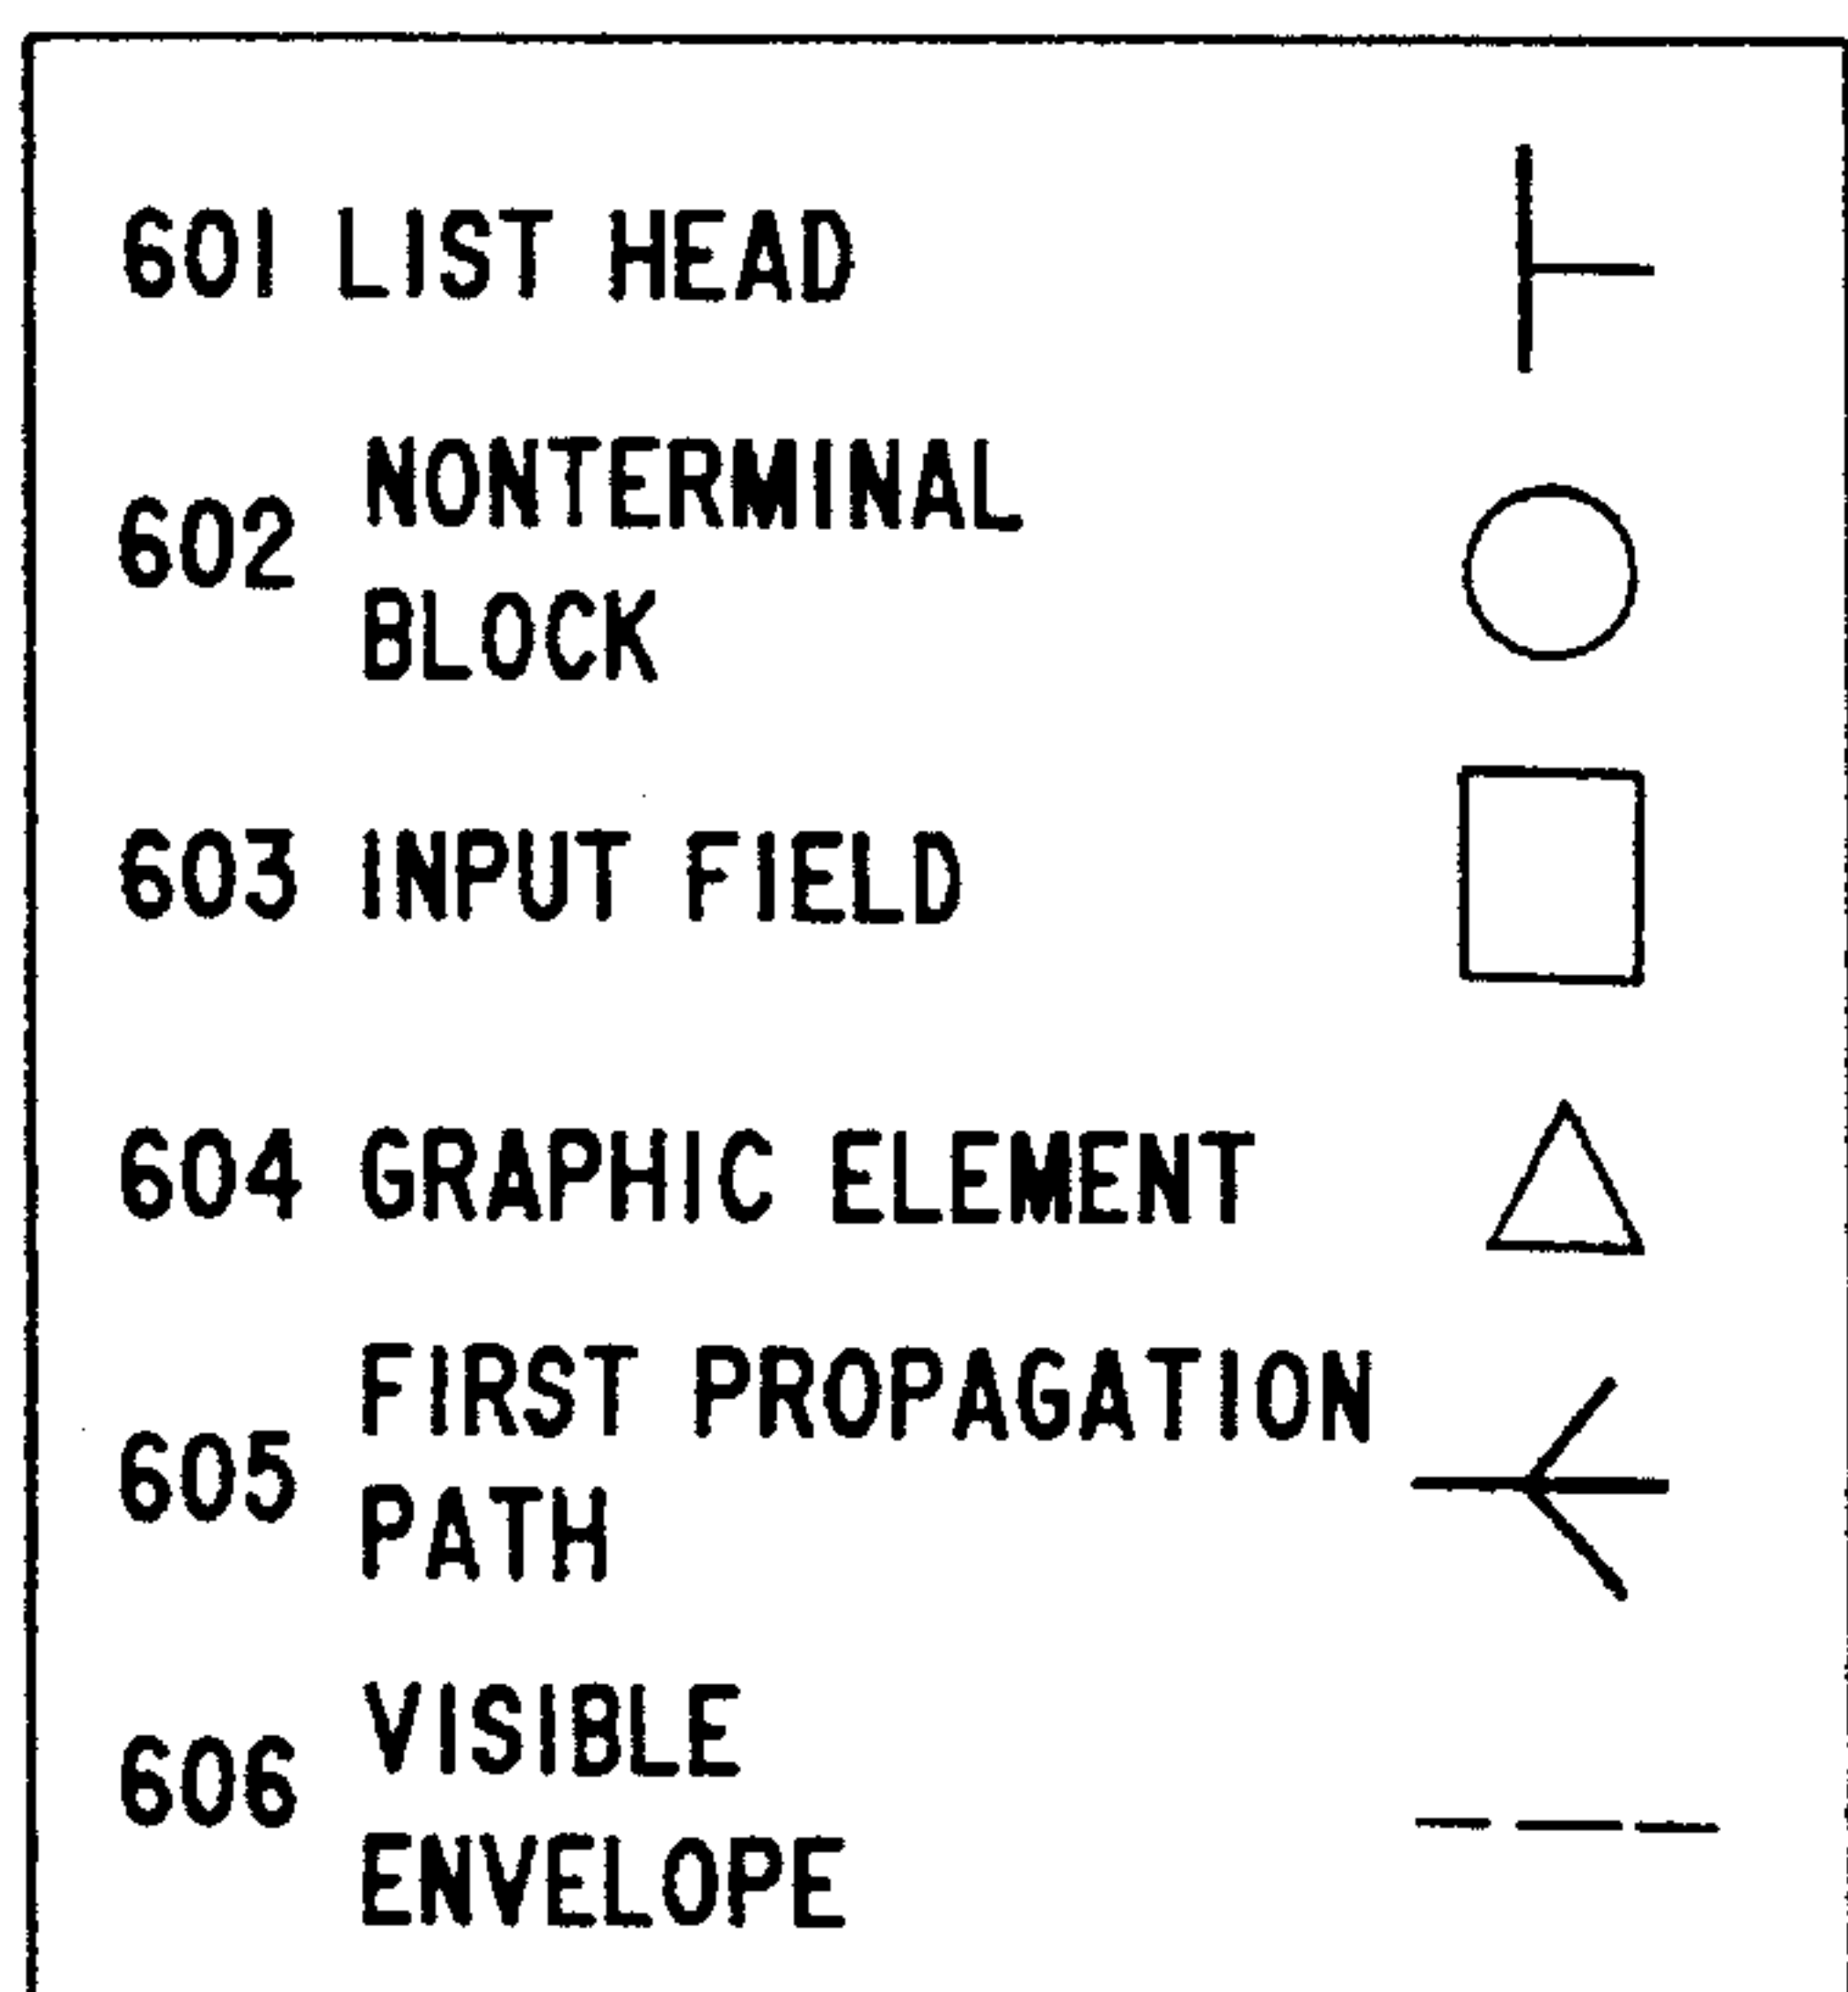 601 LIST HEAD
602 NONTERMINAL
BLOCK
603 INPUT FIELD
604 GRAPHIC ELEMENT
605 FIRST PROPAGATION
PATH
606 VISIBLE
ENVELOPE